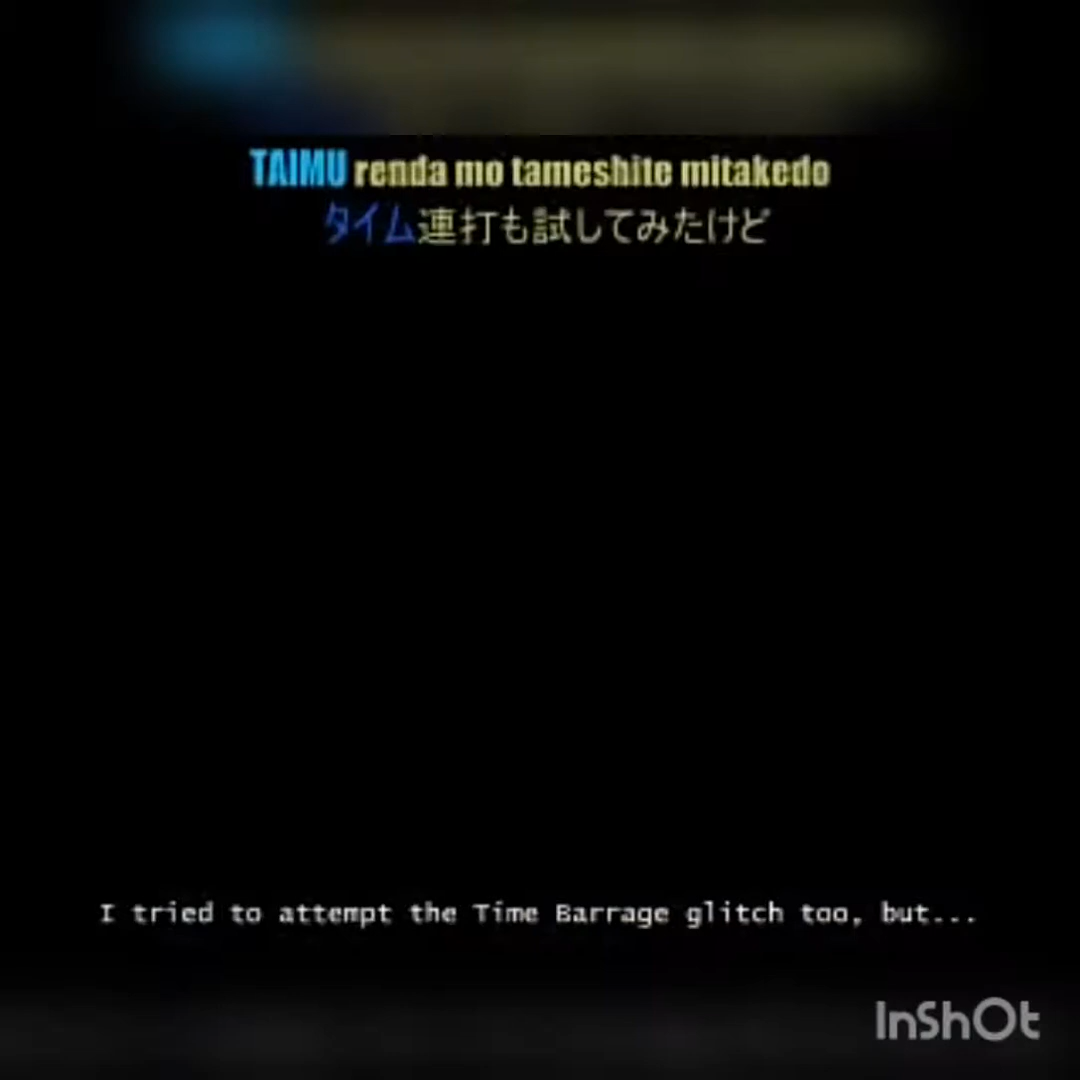 TAIMU renda mo tameshite mitakedo
タイム連打も試してみたけど
I tried to attempt the Time Barrage glitch too, but...
InShOt